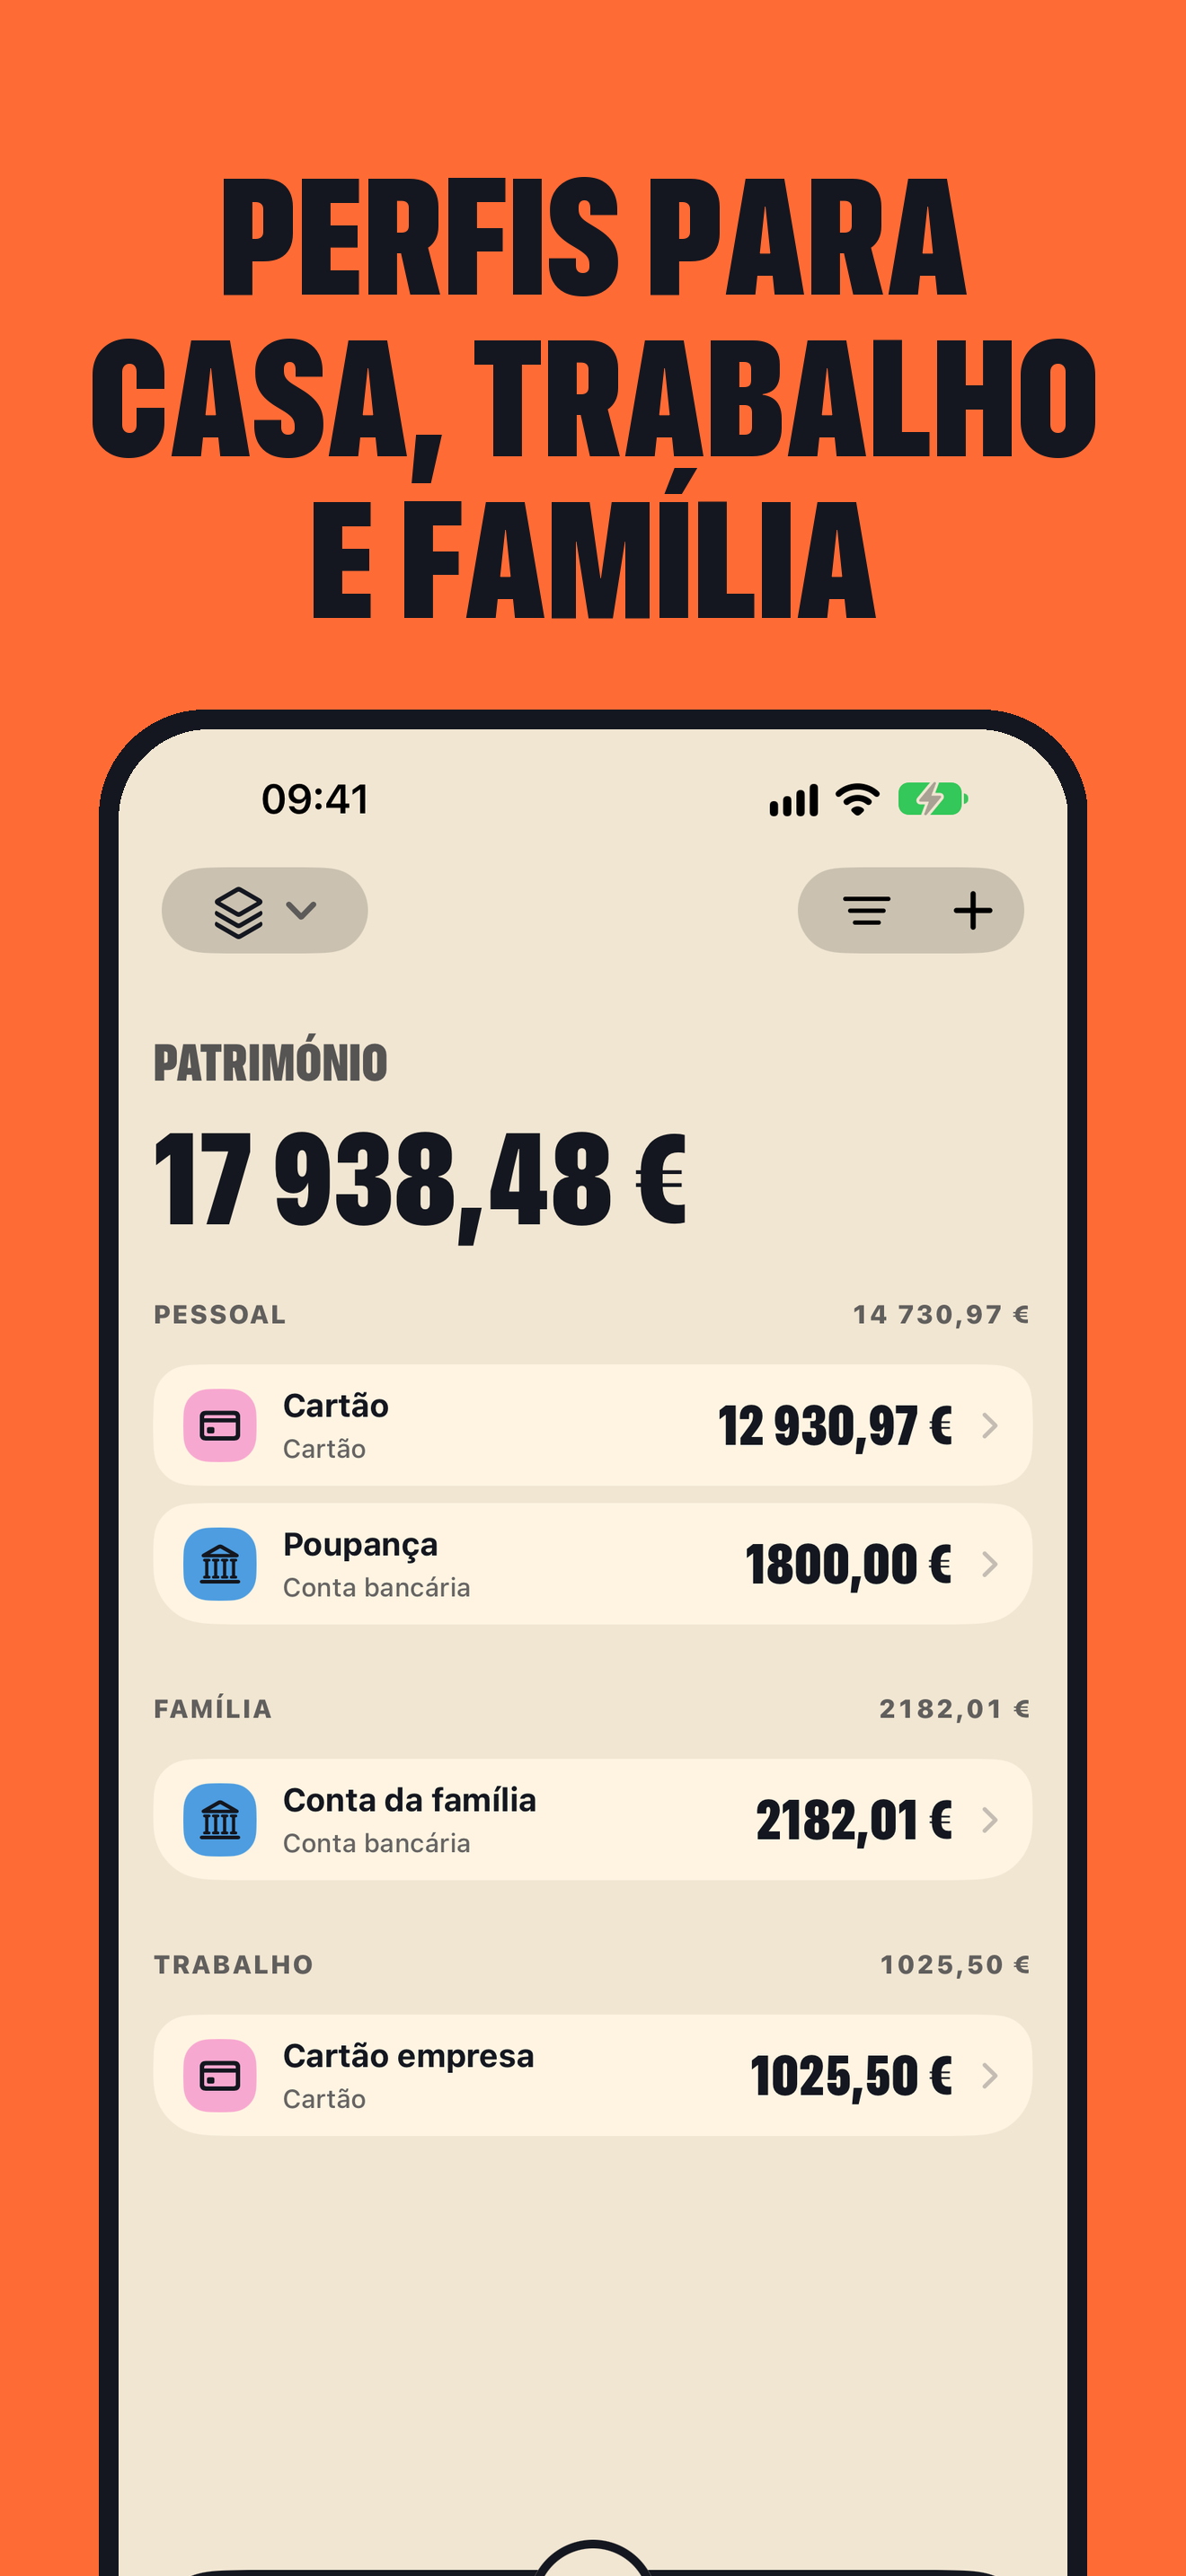 PERFIS PARA
CASA, TRABALHO
E FAMÍLIA
09:41
PATRIMÓNIO
17 938,48 €
PESSOAL 14 730,97 €
Cartão
Cartão
12 930,97 €
Poupança
Conta bancária
1800,00 €
FAMÍLIA 2182,01 €
Conta da família
Conta bancária
2182,01 €
TRABALHO 1025,50 €
Cartão empresa
Cartão
1025,50 €